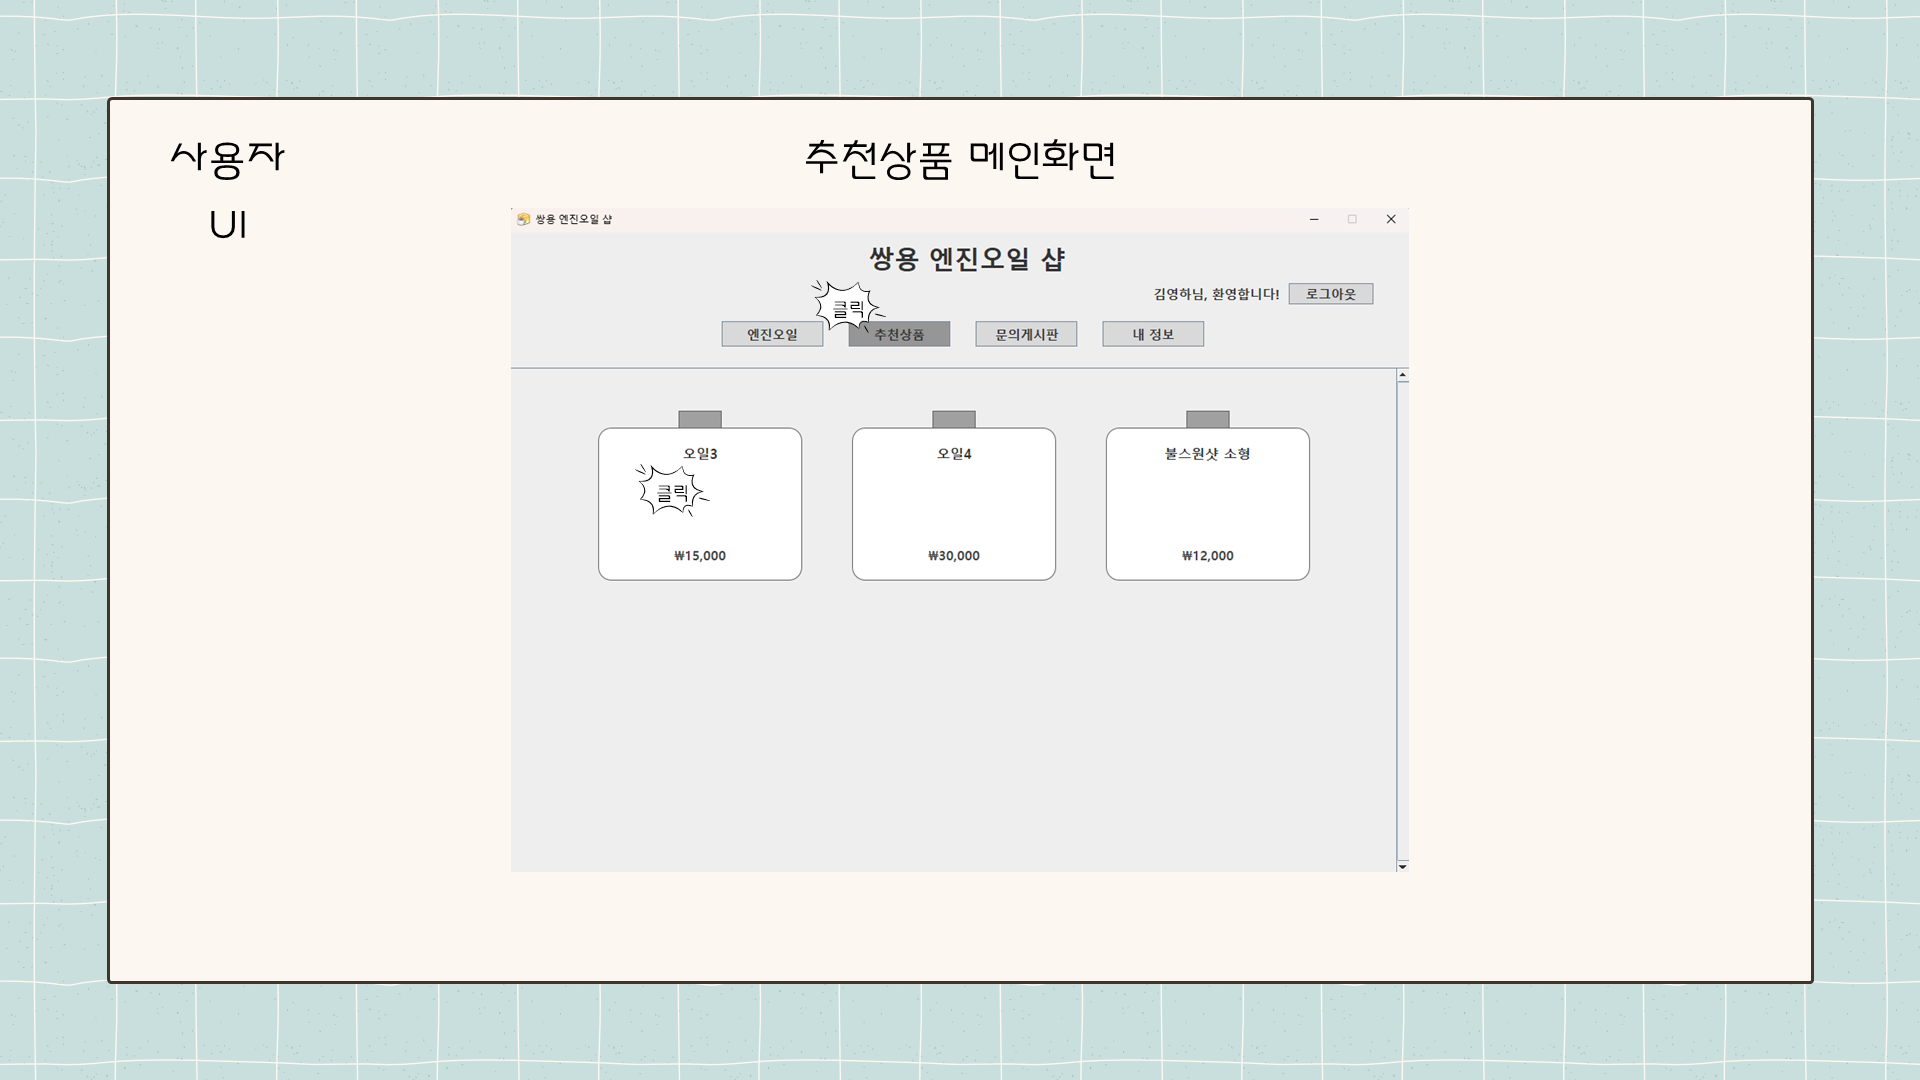 사용자
UI
추천상품 메인화면
쌍용 엔진오일 샵
쌍용 엔진오일 샵
김영하님, 환영합니다!
로그아웃
클릭
엔진오일
추천상품
문의게시판
내 정보
오일3
클릭
₩15,000
오일4
₩30,000
불스원샷 소형
₩12,000